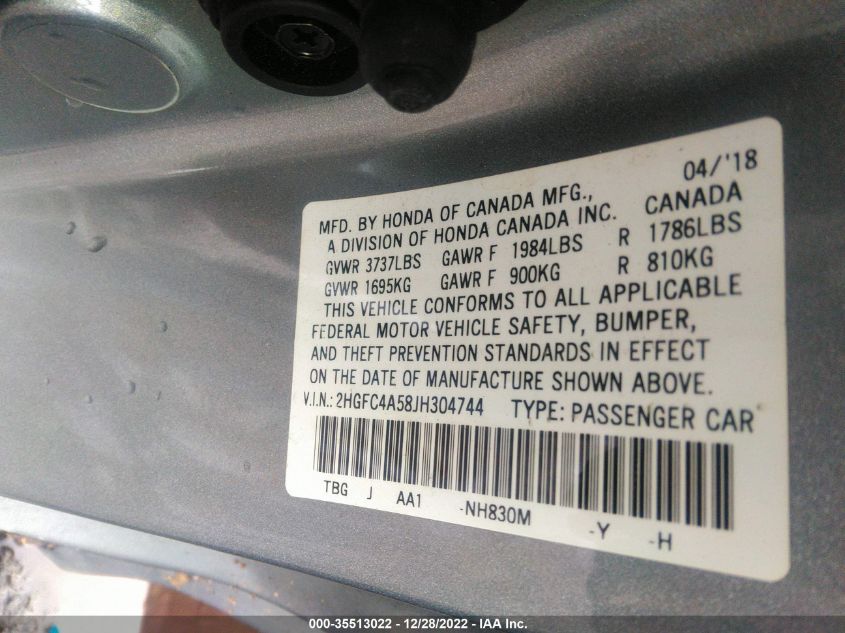 04/'18
MFD. BY HONDA OF CANADA MFG., CANADA
A DIVISION OF HONDA CANADA INC.
GVWR 3737LBS GAWR F 1984LBS R 1786LBS
GVWR 1695KG GAWR F 900KG R 810KG
THIS VEHICLE CONFORMS TO ALL APPLICABLE
FEDERAL MOTOR VEHICLE SAFETY, BUMPER,
AND THEFT PREVENTION STANDARDS IN EFFECT
ON THE DATE OF MANUFACTURE SHOWN ABOVE.
V.I.N.: 2HGFC4A58JH304744 TYPE: PASSENGER CAR
TBG J AA1 -NH830M -Y -H
000-35513022 - 12/28/2022 - IAA Inc.